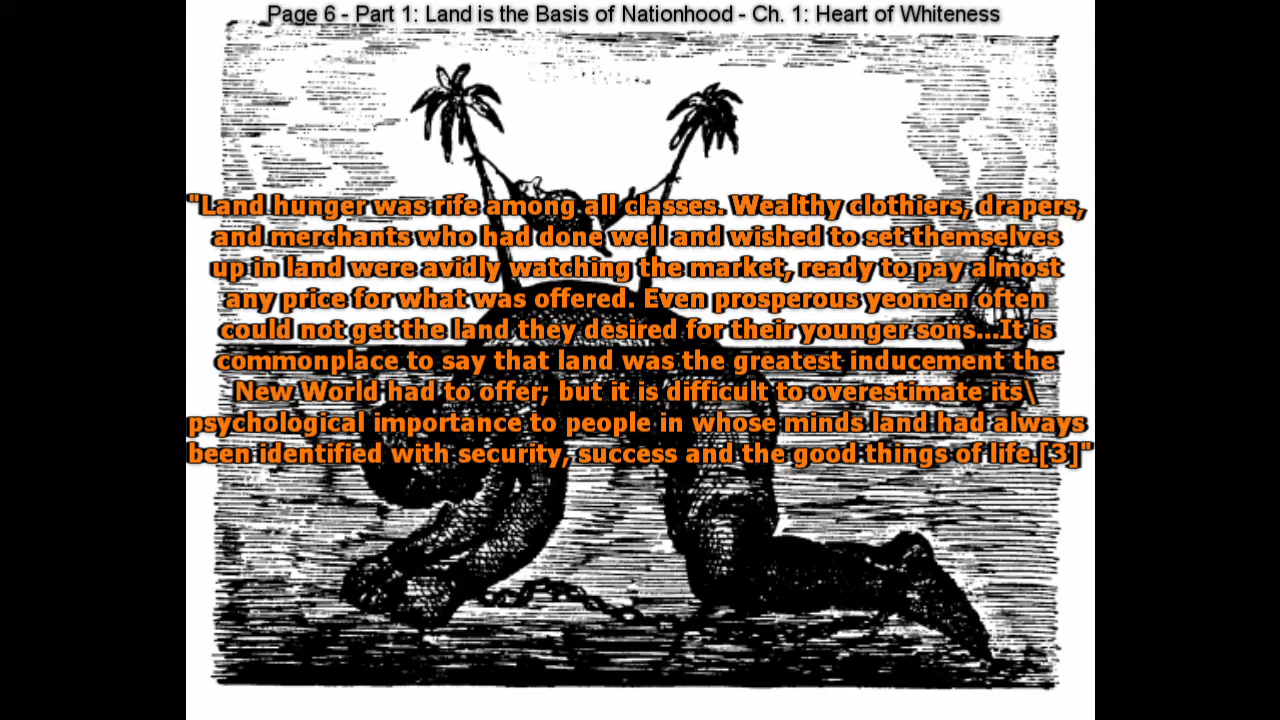 Page 6 - Part 1: Land is the Basis of Nationhood - Ch. 1: Heart of Whiteness
"Land hunger was rife among all classes. Wealthy clothiers, drapers,
and merchants who had done well and wished to set themselves
up in land were avidly watching the market, ready to pay almost
any price for what was offered. Even prosperous yeomen often
could not get the land they desired for their younger sons...It is
commonplace to say that land was the greatest inducement the
New World had to offer; but it is difficult to overestimate its\
psychological importance to people in whose minds land had always
been identified with security, success and the good things of life.[3]"